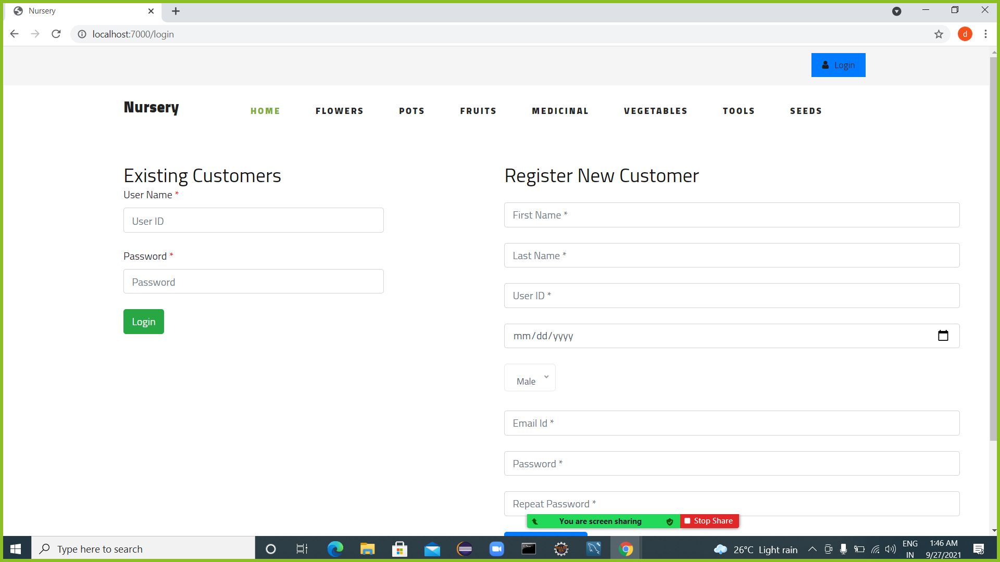 Nursery
localhost:7000/login
d
Login
Nursery
HOME FLOWERS POTS FRUITS MEDICINAL VEGETABLES TOOLS SEEDS
Existing Customers
User Name *
User ID
Password *
Password
Login
Register New Customer
First Name *
Last Name *
User ID *
mm/dd/yyyy
Male
Email Id *
Password *
Repeat Password *
You are screen sharing Stop Share
Type here to search
26°C Light rain
ENG
IN
1:46 AM
9/27/2021